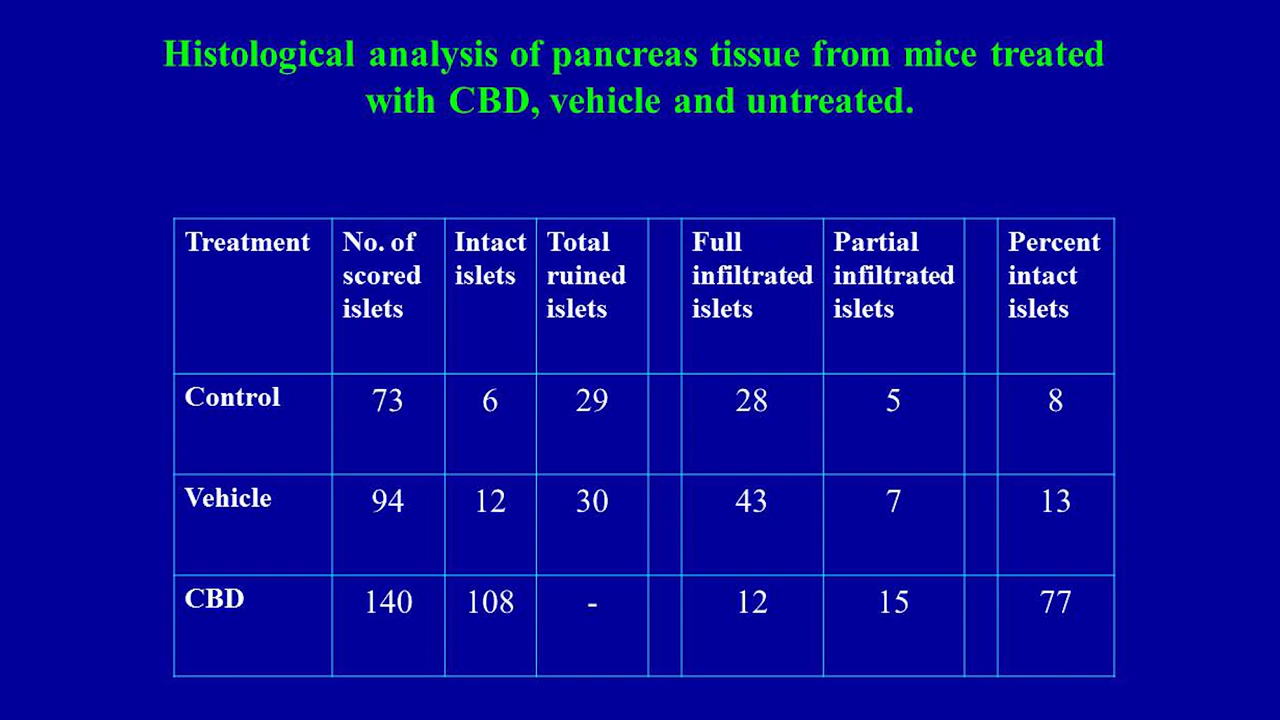 Histological analysis of pancreas tissue from mice treated
with CBD, vehicle and untreated.
Treatment No. of scored islets Intact islets Total ruined islets Full infiltrated islets Partial infiltrated islets Percent intact islets
Control 73 6 29 28 5 8
Vehicle 94 12 30 43 7 13
CBD 140 108 - 12 15 77